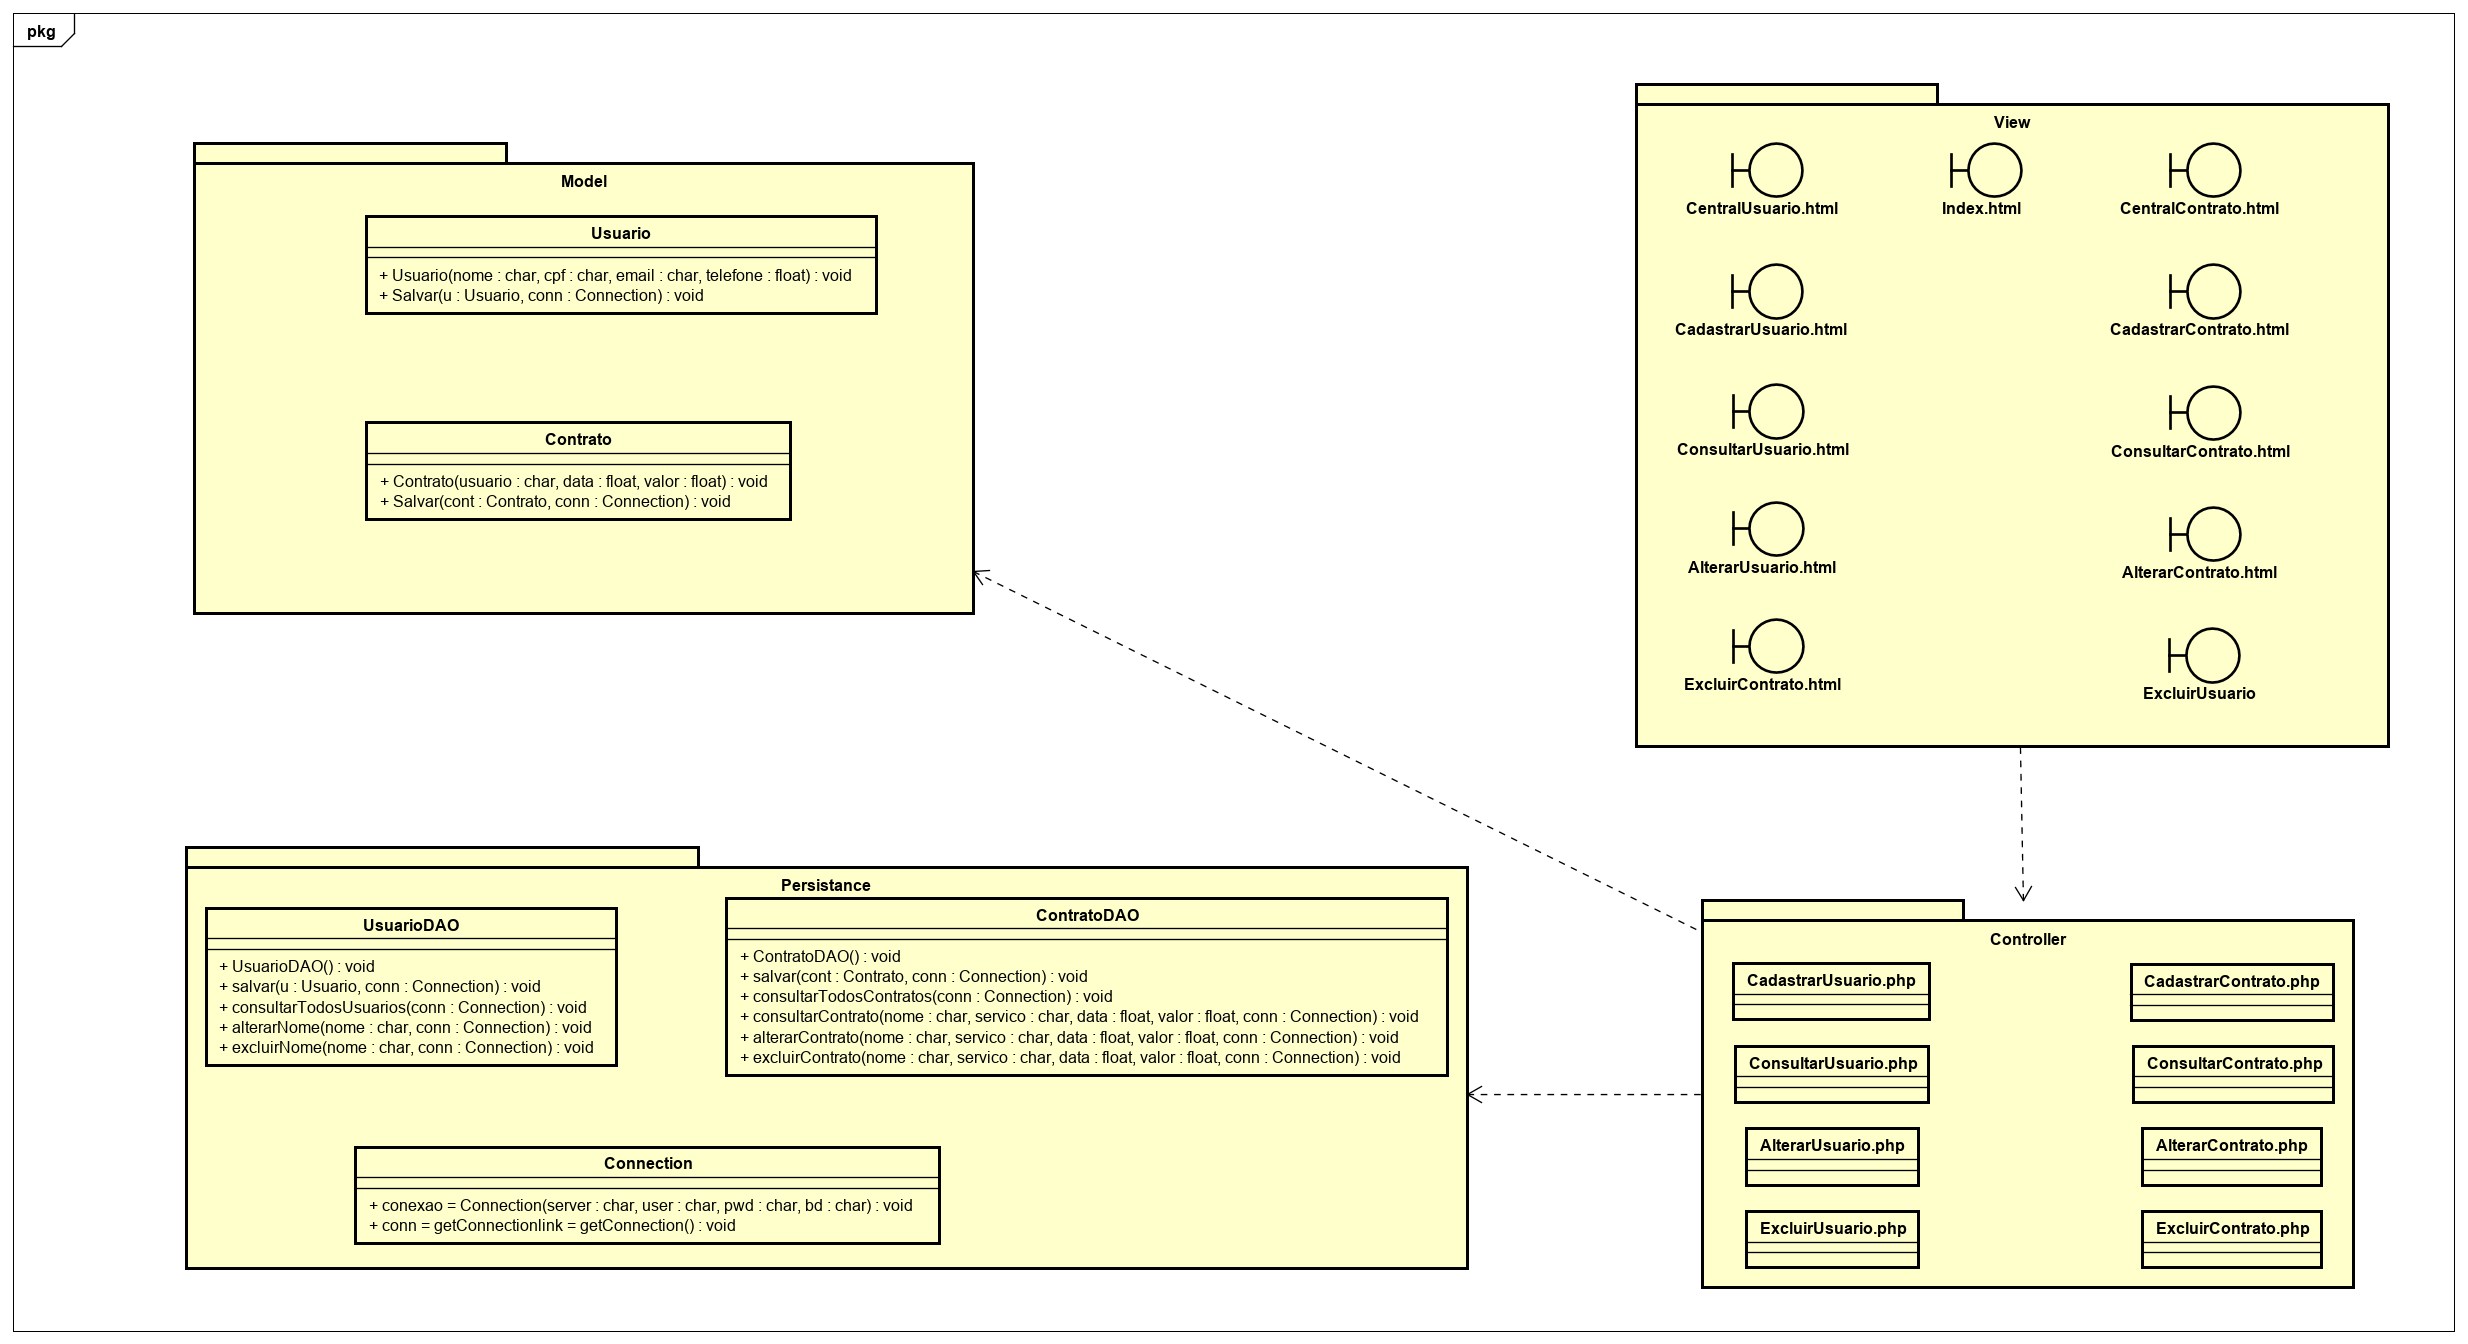 pkg
Model
Usuario
+ Usuario(nome : char, cpf : char, email : char, telefone : float) : void
+ Salvar(u : Usuario, conn : Connection) : void
Contrato
+ Contrato(usuario : char, data : float, valor : float) : void
+ Salvar(cont : Contrato, conn : Connection) : void
View
CentralUsuario.html
Index.html
CentralContrato.html
CadastrarUsuario.html
CadastrarContrato.html
ConsultarUsuario.html
ConsultarContrato.html
AlterarUsuario.html
AlterarContrato.html
ExcluirContrato.html
ExcluirUsuario
Persistance
UsuarioDAO
+ UsuarioDAO() : void
+ salvar(u : Usuario, conn : Connection) : void
+ consultarTodosUsuarios(conn : Connection) : void
+ alterarNome(nome : char, conn : Connection) : void
+ excluirNome(nome : char, conn : Connection) : void
ContratoDAO
+ ContratoDAO() : void
+ salvar(cont : Contrato, conn : Connection) : void
+ consultarTodosContratos(conn : Connection) : void
+ consultarContrato(nome : char, servico : char, data : float, valor : float, conn : Connection) : void
+ alterarContrato(nome : char, servico : char, data : float, valor : float, conn : Connection) : void
+ excluirContrato(nome : char, servico : char, data : float, valor : float, conn : Connection) : void
Connection
+ conexao = Connection(server : char, user : char, pwd : char, bd : char) : void
+ conn = getConnectionlink = getConnection() : void
Controller
CadastrarUsuario.php
CadastrarContrato.php
ConsultarUsuario.php
ConsultarContrato.php
AlterarUsuario.php
AlterarContrato.php
ExcluirUsuario.php
ExcluirContrato.php